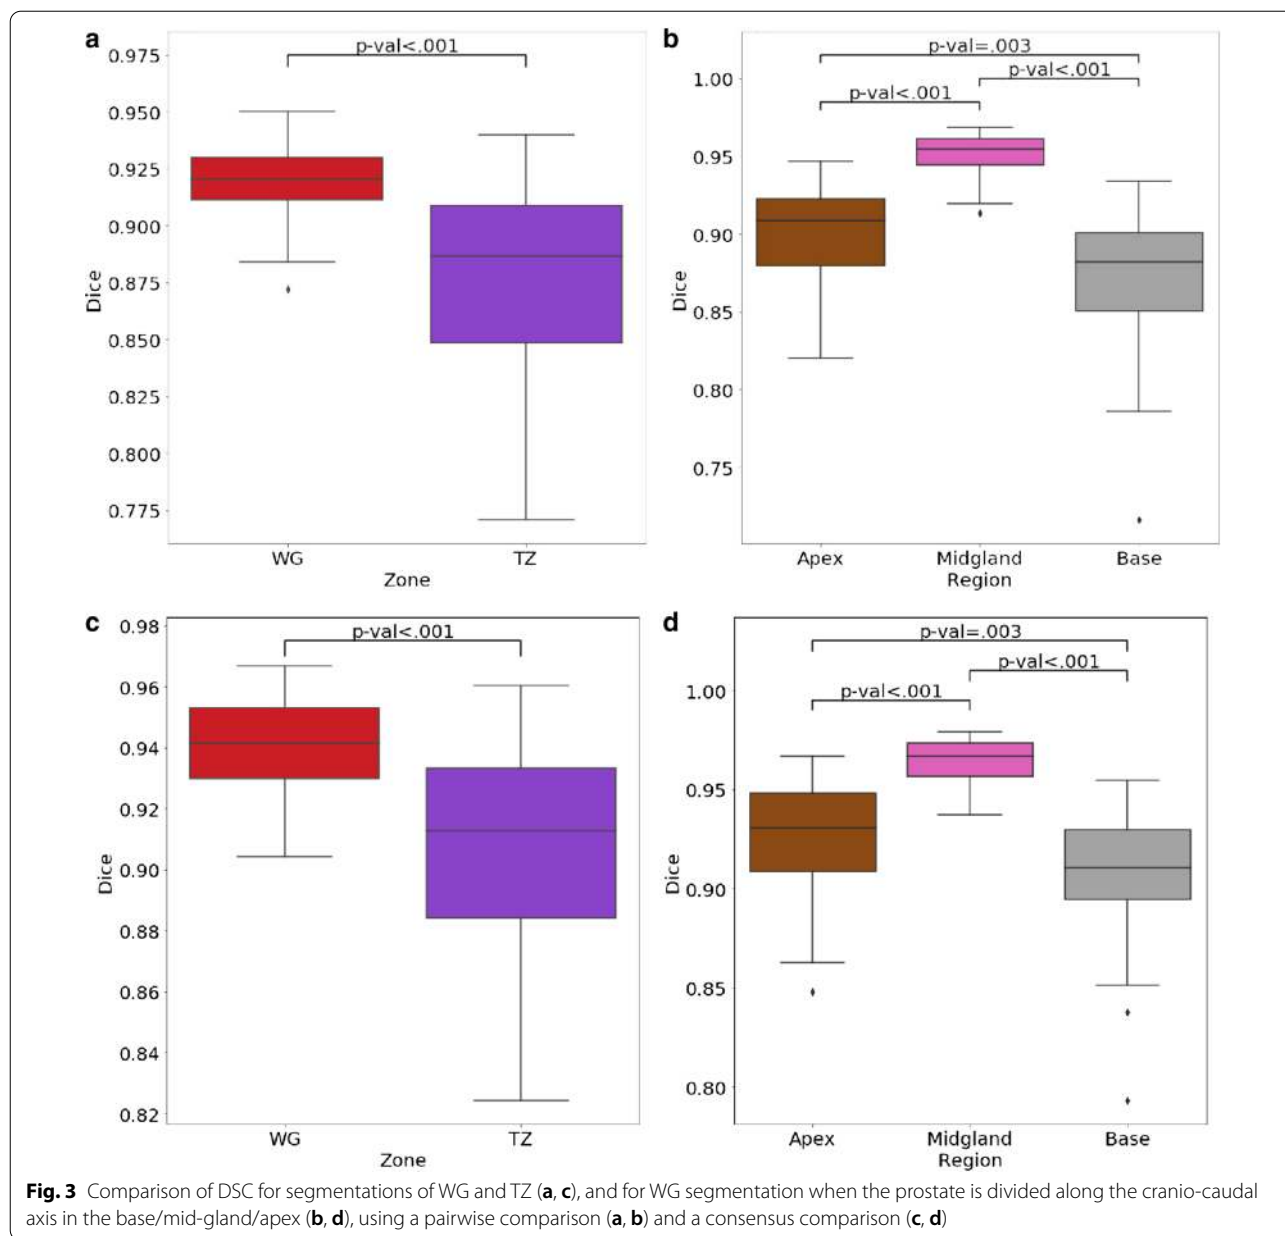 a
p-val<.001
0.975
0.950
0.925
0.900
0.875
0.850
0.825
0.800
0.775
Dice
WG TZ
Zone
b
p-val=.003
p-val<.001
p-val<.001
1.00
0.95
0.90
0.85
0.80
0.75
Dice
Apex Midgland Base
Region
c
p-val<.001
0.98
0.96
0.94
0.92
0.90
0.88
0.86
0.84
0.82
Dice
WG TZ
Zone
d
p-val=.003
p-val<.001
p-val<.001
1.00
0.95
0.90
0.85
0.80
Dice
Apex Midgland Base
Region
Fig. 3 Comparison of DSC for segmentations of WG and TZ (a, c), and for WG segmentation when the prostate is divided along the cranio-caudal
axis in the base/mid-gland/apex (b, d), using a pairwise comparison (a, b) and a consensus comparison (c, d)